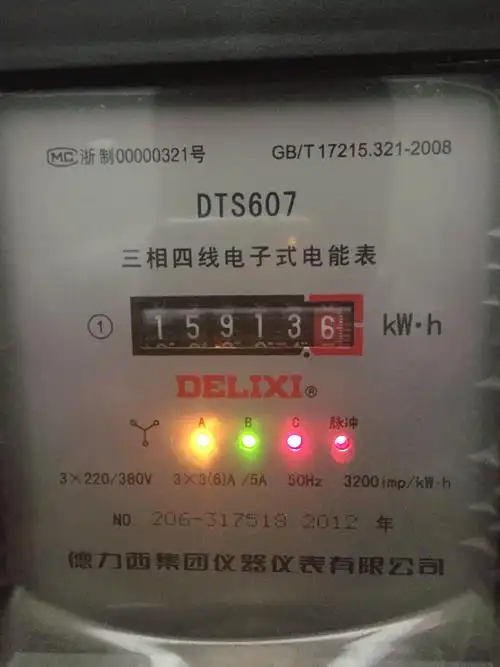 MC 浙制00000321号 GB/T 17215.321-2008
DTS607
三相四线电子式电能表
① 159136 kW·h
DELIXI®
A B C 脉冲
3×220/380V 3×3(6)A /5A 50Hz 3200imp/kW·h
NO 206-317518 2012 年
德力西集团仪器仪表有限公司